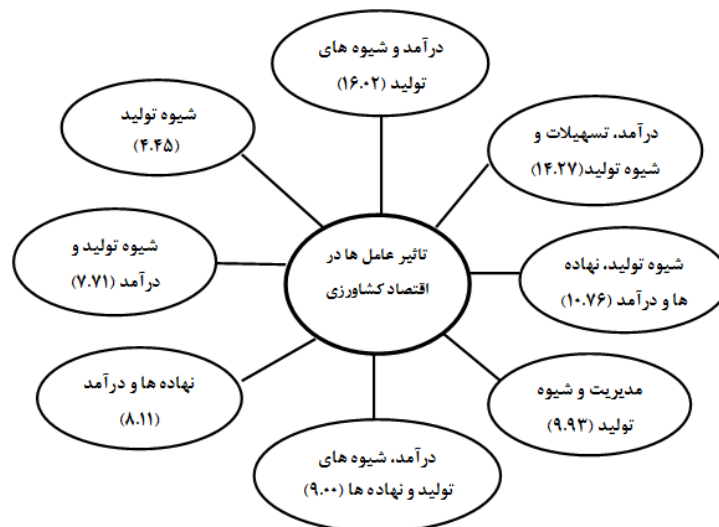 درآمد و شیوه های
تولید (۱۶.۰۲)
درآمد، تسهیلات و
شیوه تولید(۱۴.۲۷)
شیوه تولید، نهاده
ها و درآمد (۱۰.۷۶)
مدیریت و شیوه
تولید (۹.۹۳)
درآمد، شیوه های
تولید و نهاده ها (۹.۰۰)
نهاده ها و درآمد
(۸.۱۱)
شیوه تولید و
درآمد (۷.۷۱)
شیوه تولید
(۴.۴۵)
تاثیر عامل ها در
اقتصاد کشاورزی